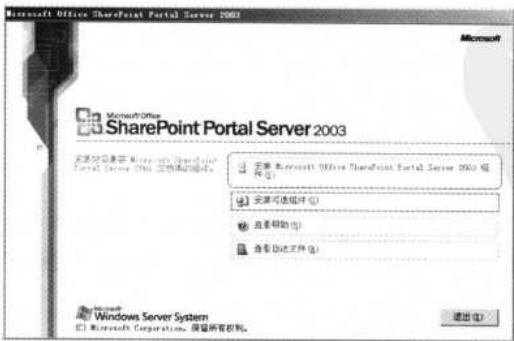 Microsoft Office SharePoint Portal Server 2003
Microsoft
Microsoft Office
SharePoint Portal Server 2003
安装 Microsoft Office SharePoint Portal Server 2003 组
件(I)
安装可选组件(O)
查看帮助(H)
查看自述文件(R)
Microsoft
Windows Server System
(C) Microsoft Corporation。保留所有权利。
退出(X)